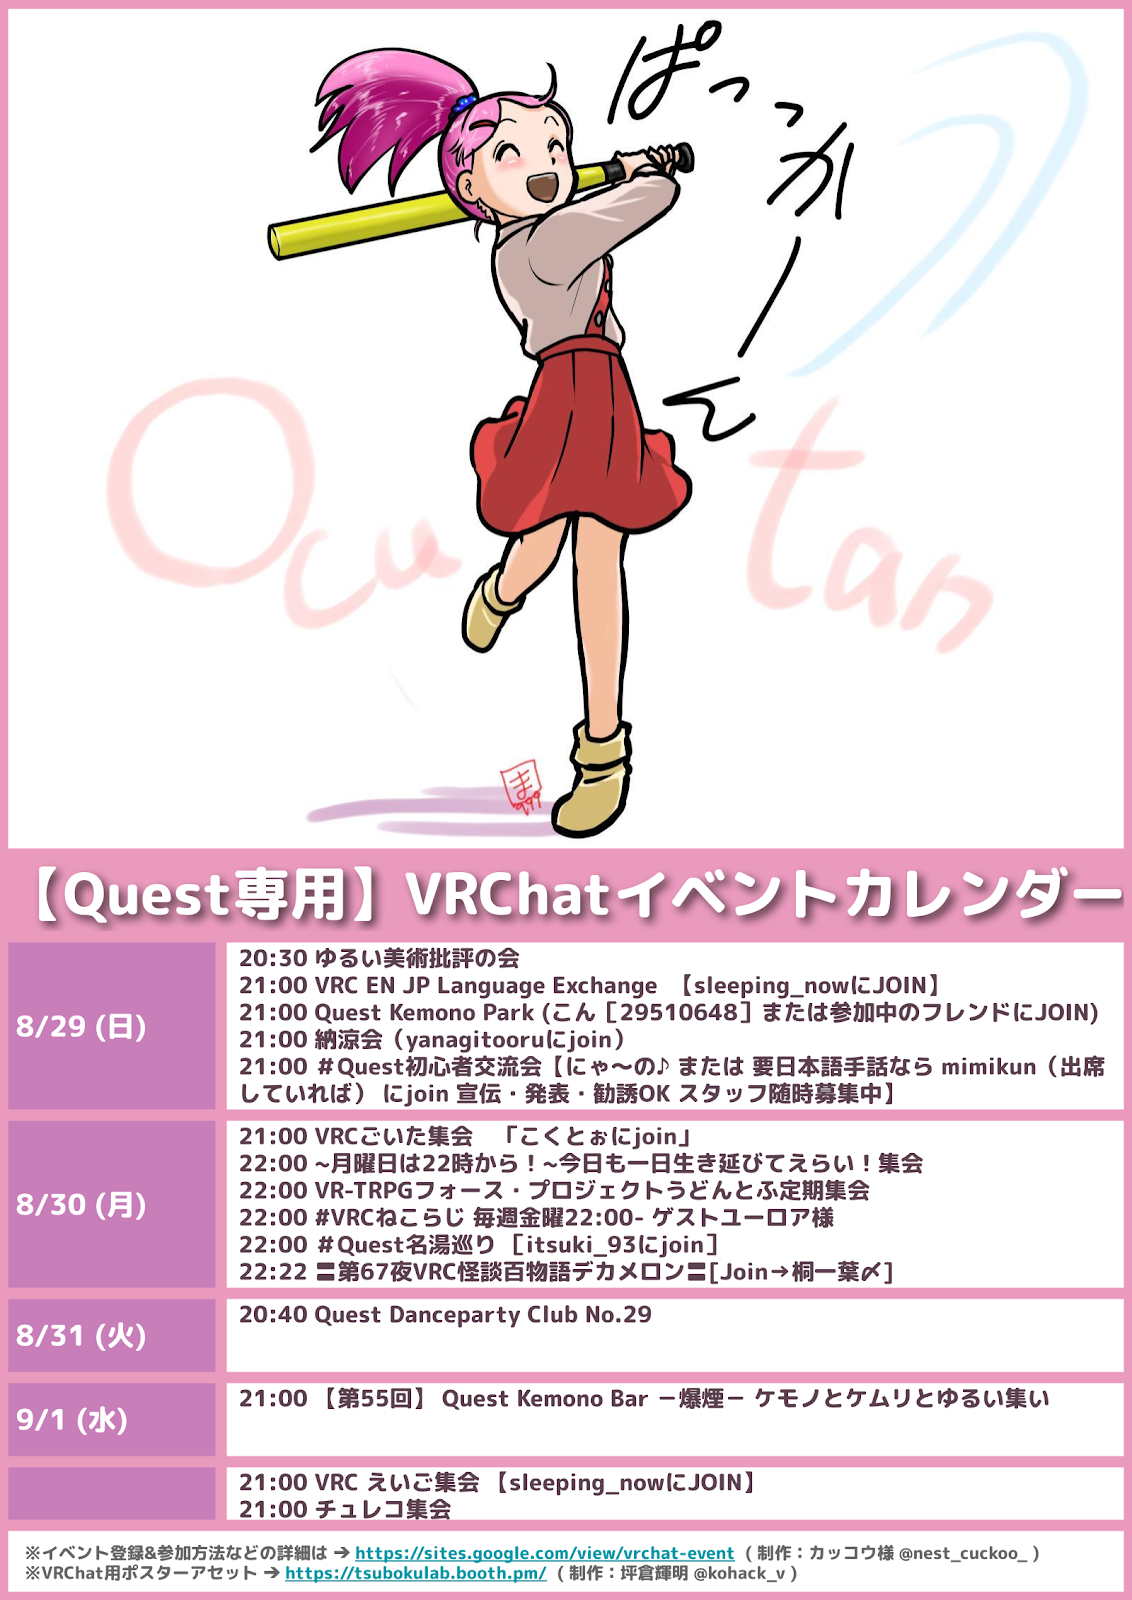 ぱっっかーん
Ocu tan
ま
999
【Quest専用】VRChatイベントカレンダー
8/29 (日)
20:30 ゆるい美術批評の会
21:00 VRC EN JP Language Exchange 【sleeping_nowにJOIN】
21:00 Quest Kemono Park (こん［29510648］または参加中のフレンドにJOIN)
21:00 納涼会（yanagitooruにjoin）
21:00 ＃Quest初心者交流会【にゃ～の♪ または 要日本語手話なら mimikun（出席
していれば） にjoin 宣伝・発表・勧誘OK スタッフ随時募集中】
8/30 (月)
21:00 VRCごいた集会　「こくとぉにjoin」
22:00 ~月曜日は22時から！~今日も一日生き延びてえらい！集会
22:00 VR-TRPGフォース・プロジェクトうどんとふ定期集会
22:00 #VRCねこらじ 毎週金曜22:00- ゲストユーロア様
22:00 ＃Quest名湯巡り ［itsuki_93にjoin］
22:22 〓第67夜VRC怪談百物語デカメロン〓[Join→桐一葉〆]
8/31 (火)
20:40 Quest Danceparty Club No.29
9/1 (水)
21:00 【第55回】 Quest Kemono Bar －爆煙－ ケモノとケムリとゆるい集い
21:00 VRC えいご集会 【sleeping_nowにJOIN】
21:00 チュレコ集会
※イベント登録&参加方法などの詳細は ➔ https://sites.google.com/view/vrchat-event ( 制作：カッコウ様 @nest_cuckoo_ )
※VRChat用ポスターアセット ➔ https://tsubokulab.booth.pm/ ( 制作：坪倉輝明 @kohack_v )